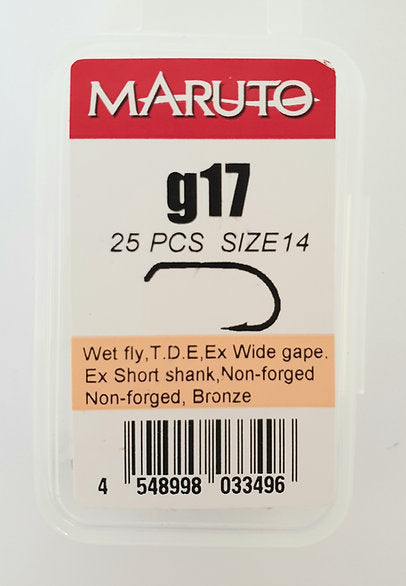 MARUTO
g17
25 PCS SIZE14
Wet fly,T.D.E,Ex Wide gape.
Ex Short shank,Non-forged
Non-forged, Bronze
4 548998 033496